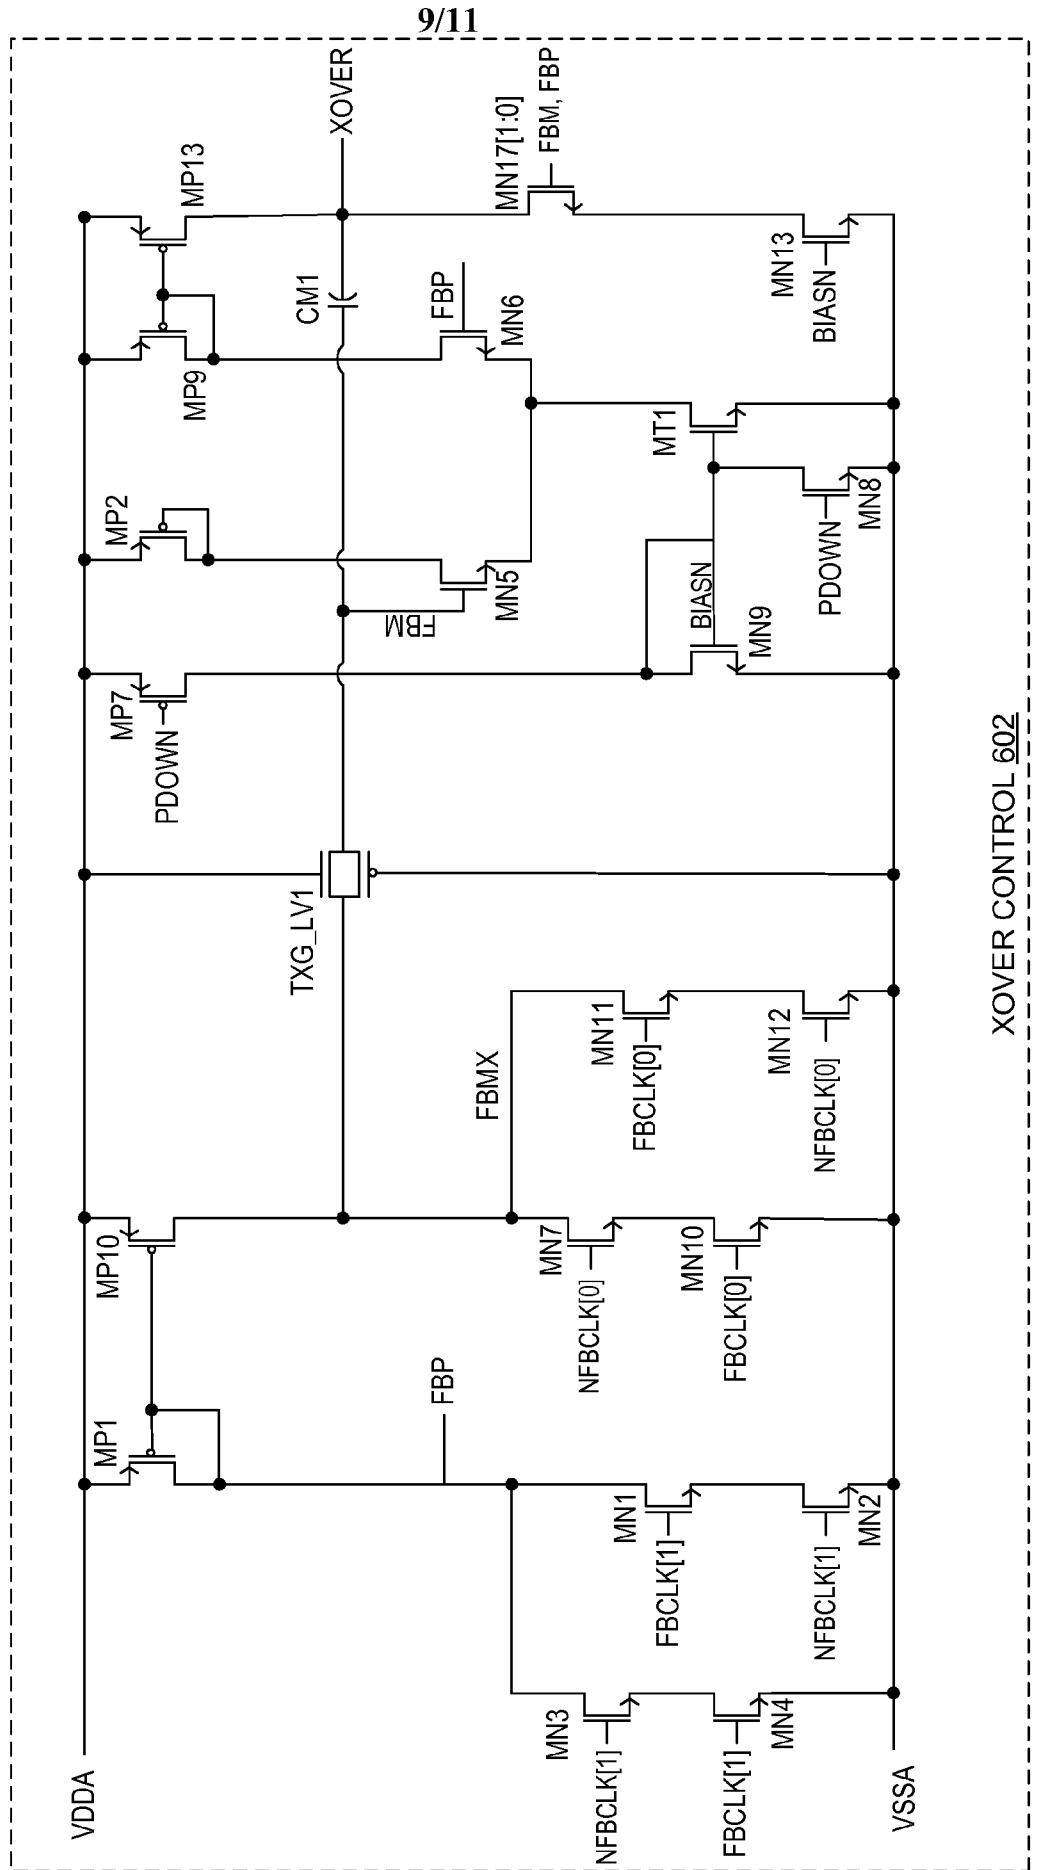 9/11
VDDA
MP1
MP10
MP7
PDOWN
MP2
MP9
MP13
XOVER
CM1
TXG_LV1
FBM
FBP
MN6
MN5
MN17[1:0]
FBM, FBP
FBP
FBMX
MN3
NFBCLK[1]
MN4
FBCLK[1]
MN1
FBCLK[1]
MN2
NFBCLK[1]
MN7
NFBCLK[0]
MN10
FBCLK[0]
MN11
FBCLK[0]
MN12
NFBCLK[0]
BIASN
MN9
MT1
PDOWN
MN8
MN13
BIASN
VSSA
XOVER CONTROL 602